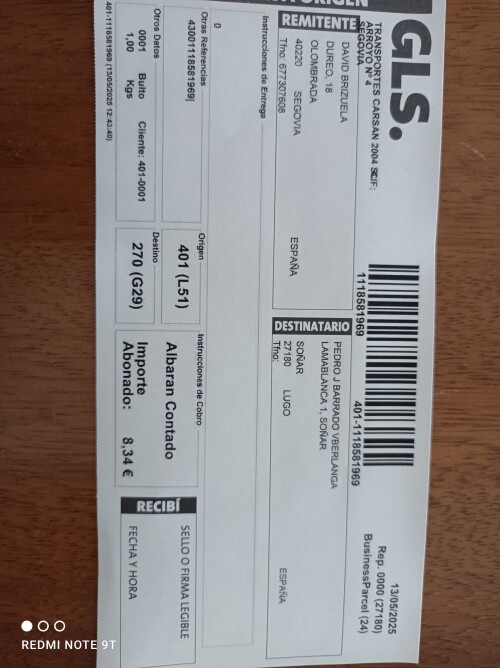 GLS.
TRANSPORTES CARSAN 2004 SL
CIF:
ARROYO Nº 4
SEGOVIA
1118581969
401-1118581969
13/05/2025
Rep. 0000 (27180)
BusinessParcel (24)
ORIGEN
REMITENTE
DAVID BRIZUELA
DUREO, 18
OLOMBRADA
40220 SEGOVIA ESPAÑA
Tfno: 677307608
DESTINATARIO
PEDRO J BARRADO VBERLANGA
LAMABLANCA 1, SOÑAR
SOÑAR
27180 LUGO ESPAÑA
Tfno:
Instrucciones de Entrega
0
Otras Referencias
43001118581969|
Origen
401 (L51)
Instrucciones de Cobro
Albaran Contado
Importe
Abonado: 8,34 €
Otros Datos
0001 Bulto Cliente: 401-0001
1,00 Kgs
Destino
270 (G29)
RECIBÍ
SELLO O FIRMA LEGIBLE
FECHA Y HORA
401-1118581969 (13/05/2025 12:43:40)
REDMI NOTE 9T